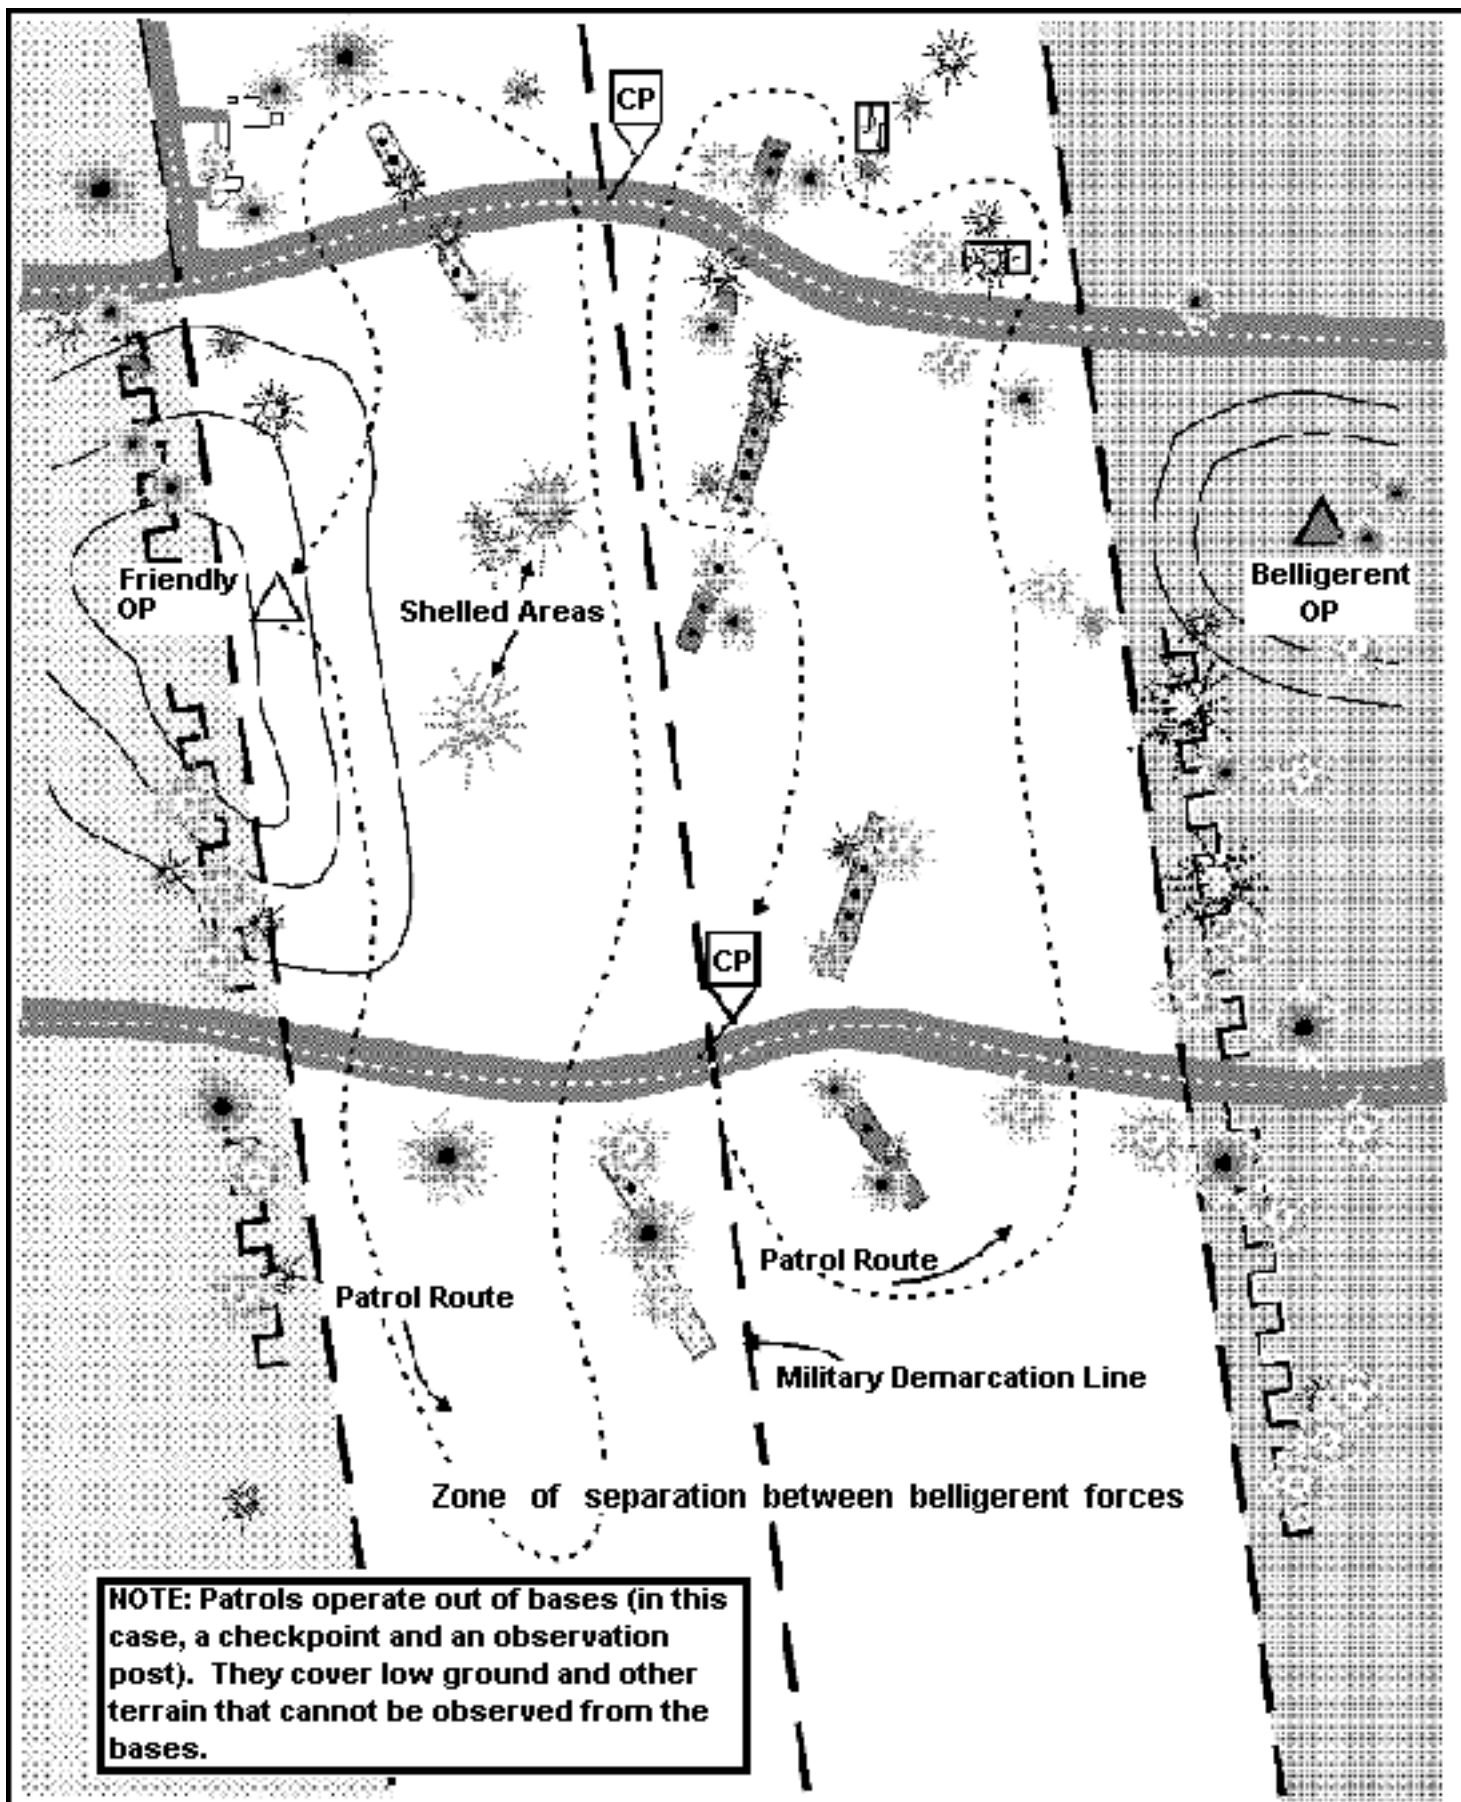 CP
Friendly
OP
Shelled Areas
Belligerent
OP
CP
Patrol Route
Patrol Route
Military Demarcation Line
Zone of separation between belligerent forces
NOTE: Patrols operate out of bases (in this
case, a checkpoint and an observation
post). They cover low ground and other
terrain that cannot be observed from the
bases.